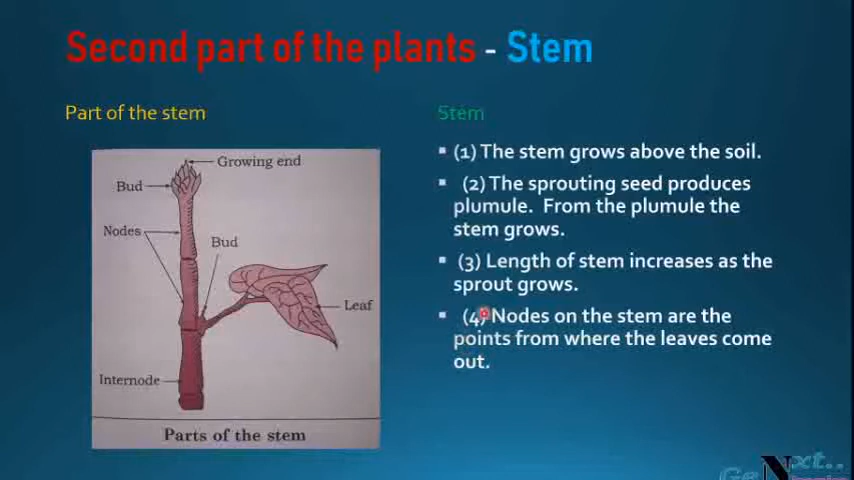 Second part of the plants - Stem
Part of the stem
Growing end
Bud
Nodes
Bud
Leaf
Internode
Parts of the stem
Stem
(1) The stem grows above the soil.
(2) The sprouting seed produces
plumule. From the plumule the
stem grows.
(3) Length of stem increases as the
sprout grows.
(4) Nodes on the stem are the
points from where the leaves come
out.